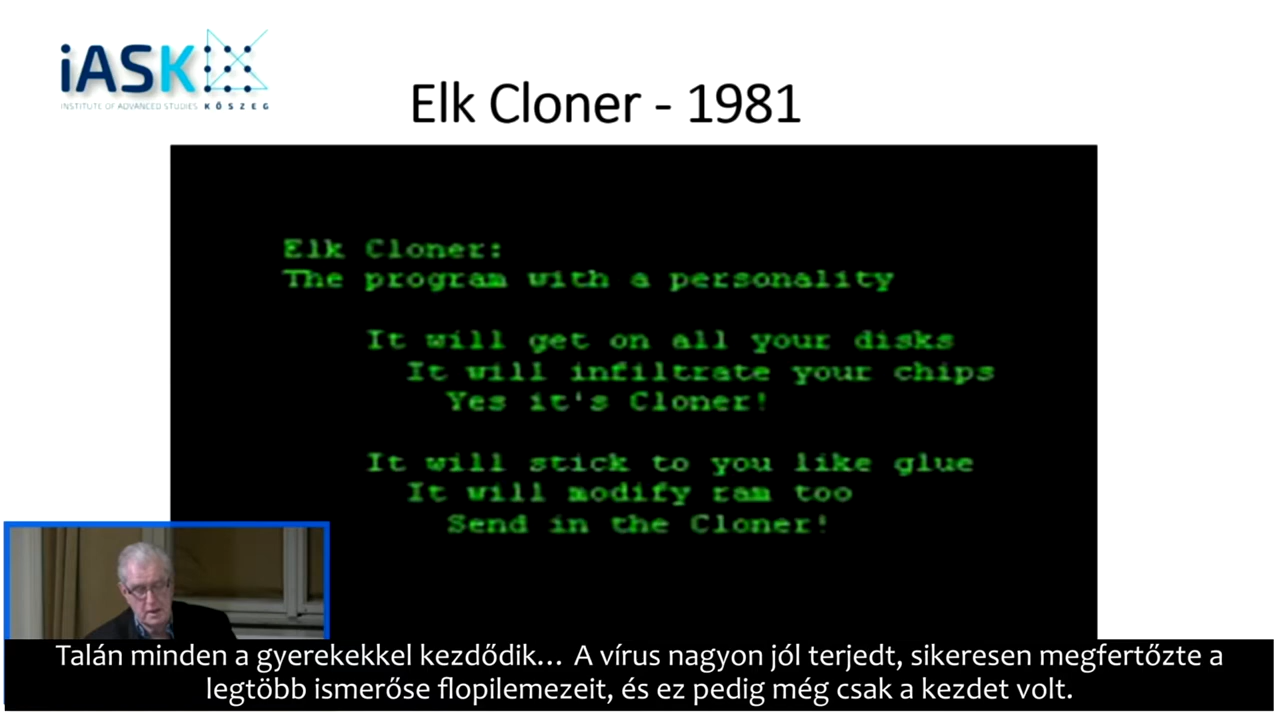 iASK
INSTITUTE OF ADVANCED STUDIES KŐSZEG
Elk Cloner - 1981
Elk Cloner:
The program with a personality
It will get on all your disks
It will infiltrate your chips
Yes it's Cloner!
It will stick to you like glue
It will modify ram too
Send in the Cloner!
Talán minden a gyerekekkel kezdődik... A vírus nagyon jól terjedt, sikeresen megfertőzte a
legtöbb ismerőse flopilemezeit, és ez pedig még csak a kezdet volt.